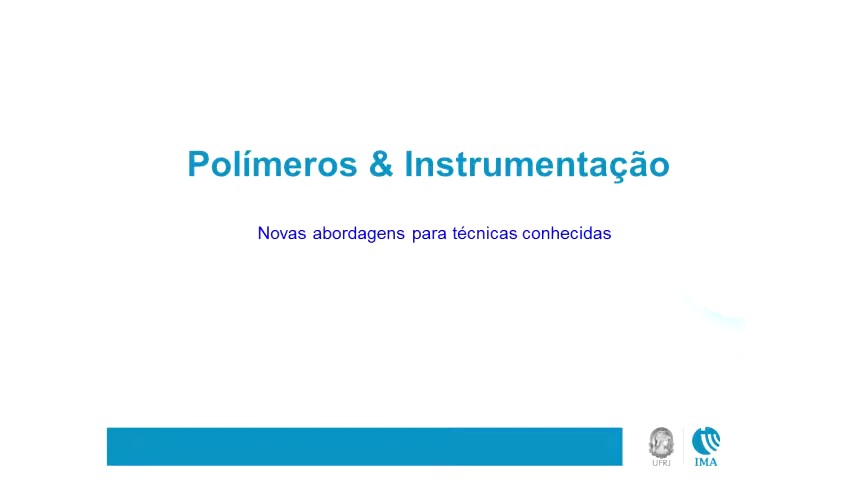 Polímeros & Instrumentação
Novas abordagens para técnicas conhecidas
UFRJ
IMA